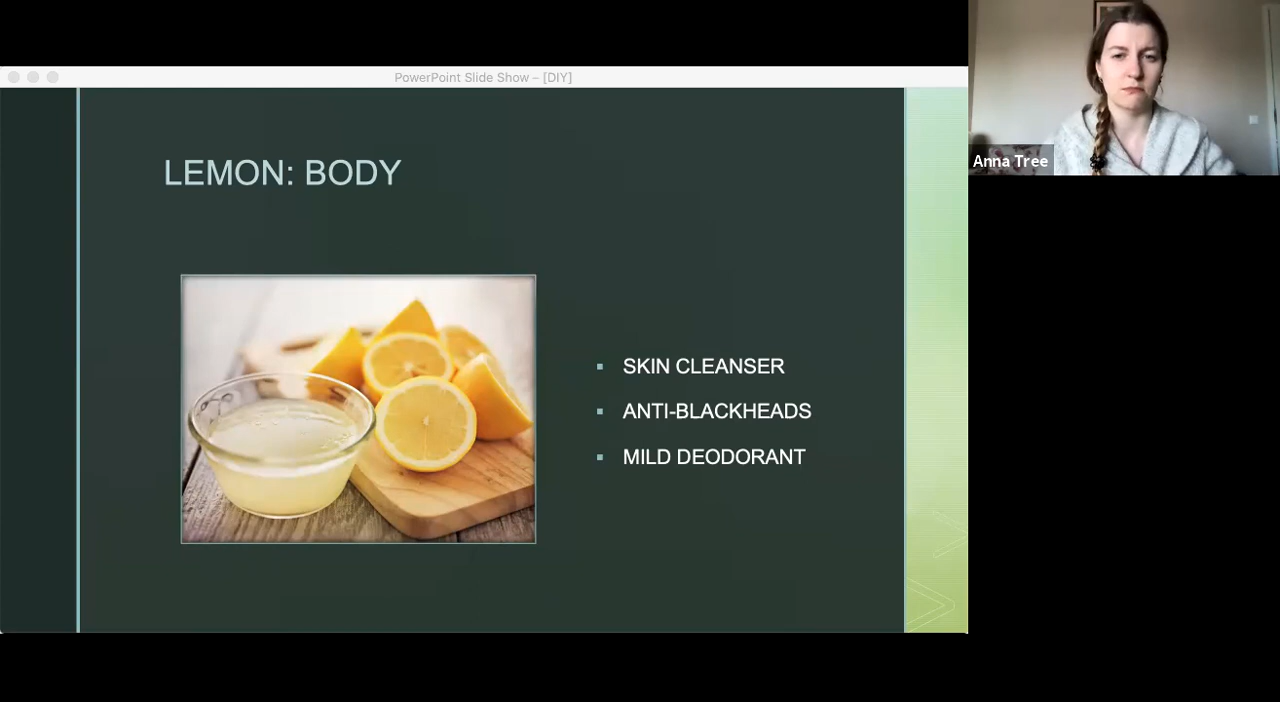 PowerPoint Slide Show – [DIY]
LEMON: BODY
SKIN CLEANSER
ANTI-BLACKHEADS
MILD DEODORANT
Anna Tree